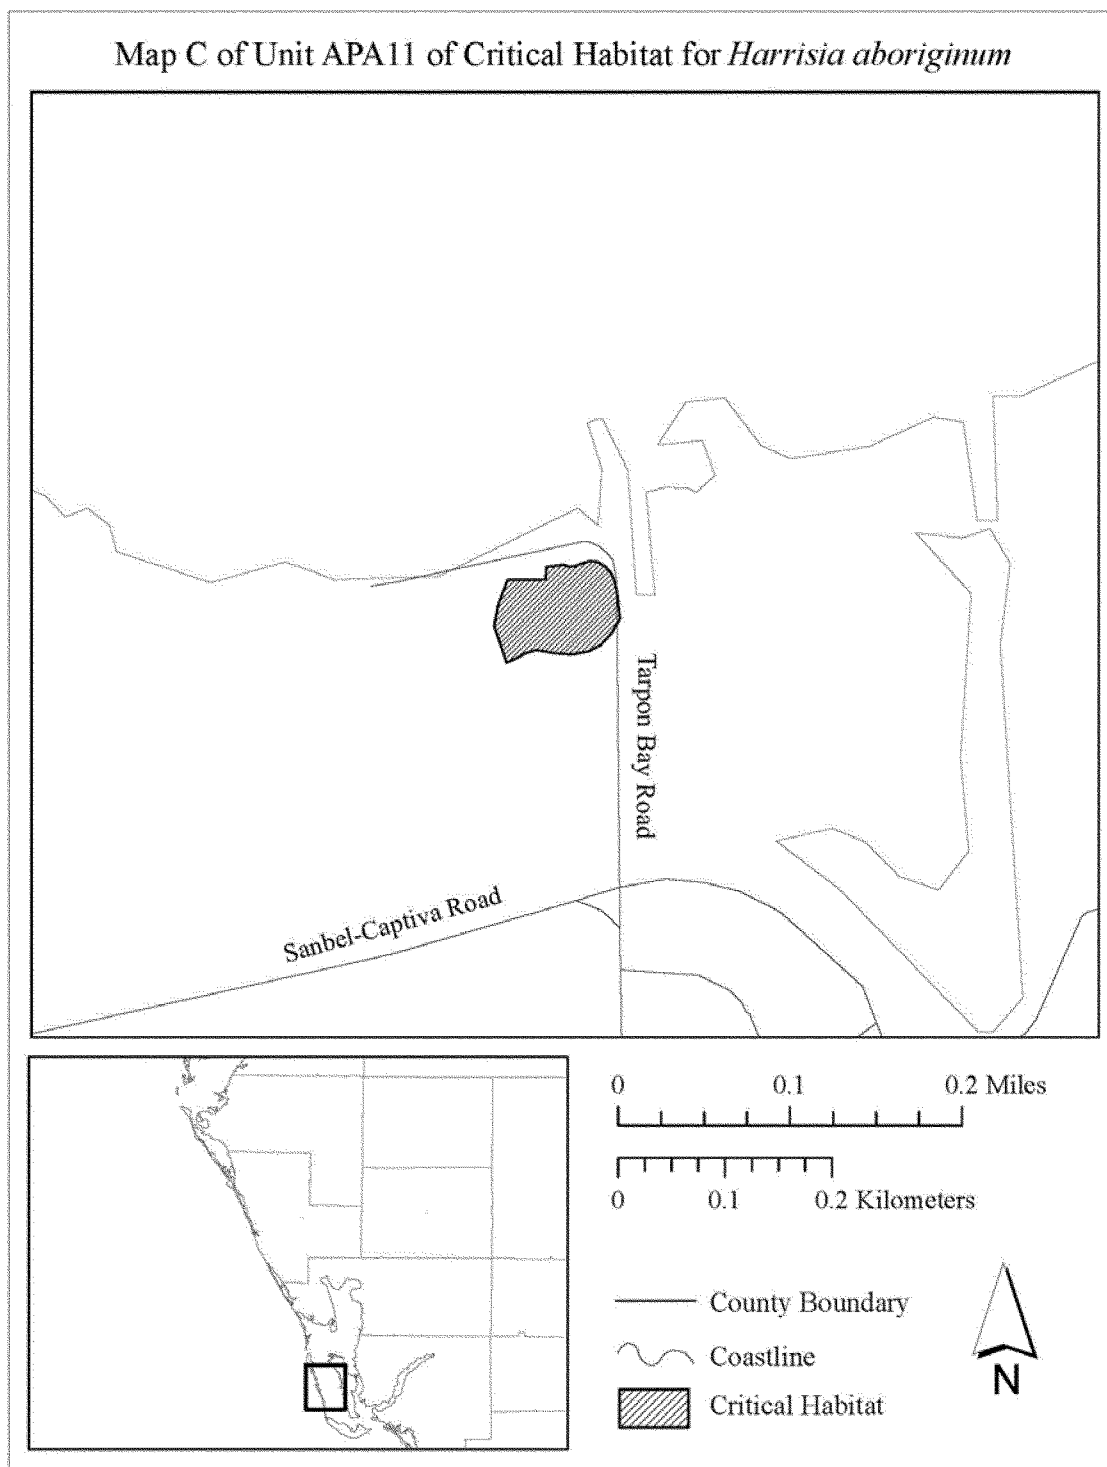 Map C of Unit APA11 of Critical Habitat for Harrisia aboriginum
Tarpon Bay Road
Sanbel-Captiva Road
0 0.1 0.2 Miles
0 0.1 0.2 Kilometers
County Boundary
Coastline
Critical Habitat
N